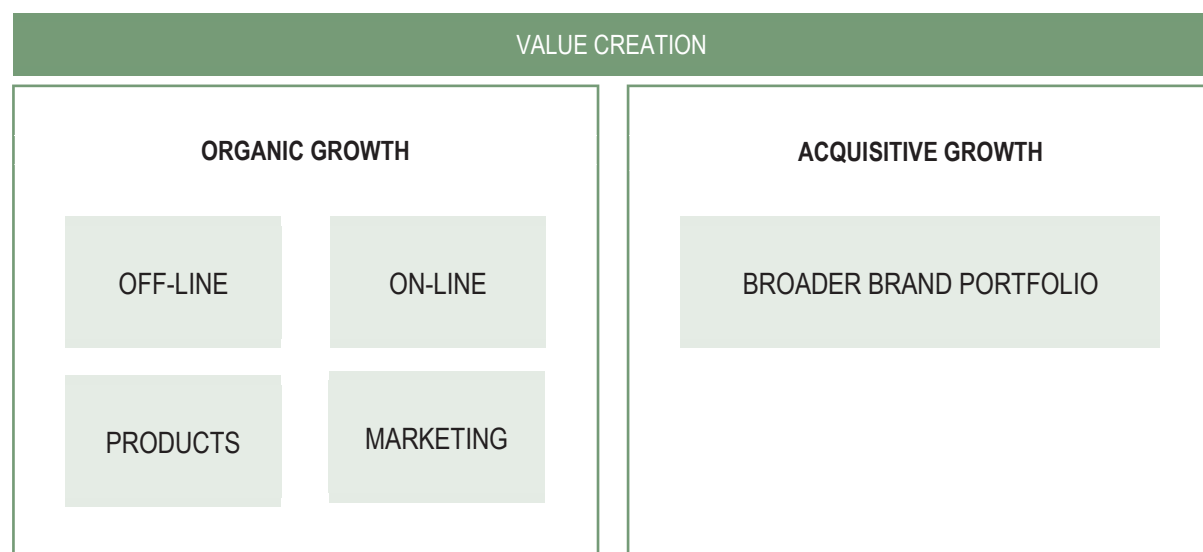 VALUE CREATION
ORGANIC GROWTH
OFF-LINE
ON-LINE
PRODUCTS
MARKETING
ACQUISITIVE GROWTH
BROADER BRAND PORTFOLIO